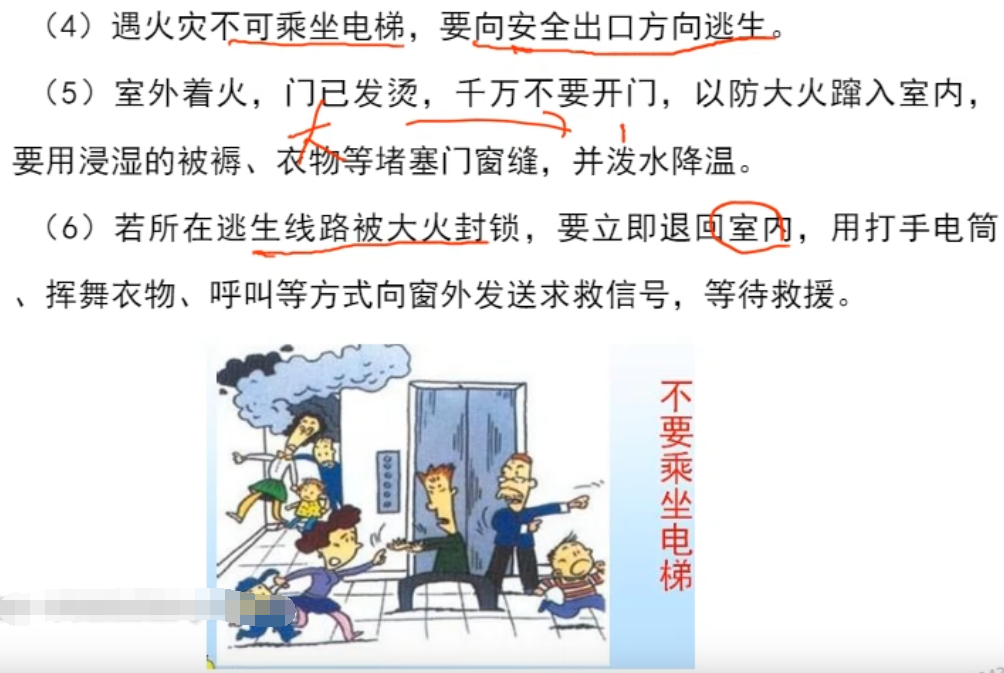 （4）遇火灾不可乘坐电梯，要向安全出口方向逃生。
（5）室外着火，门已发烫，千万不要开门，以防大火蹿入室内，
要用浸湿的被褥、衣物等堵塞门窗缝，并泼水降温。
（6）若所在逃生线路被大火封锁，要立即退回室内，用打手电筒
、挥舞衣物、呼叫等方式向窗外发送求救信号，等待救援。
不要乘坐电梯